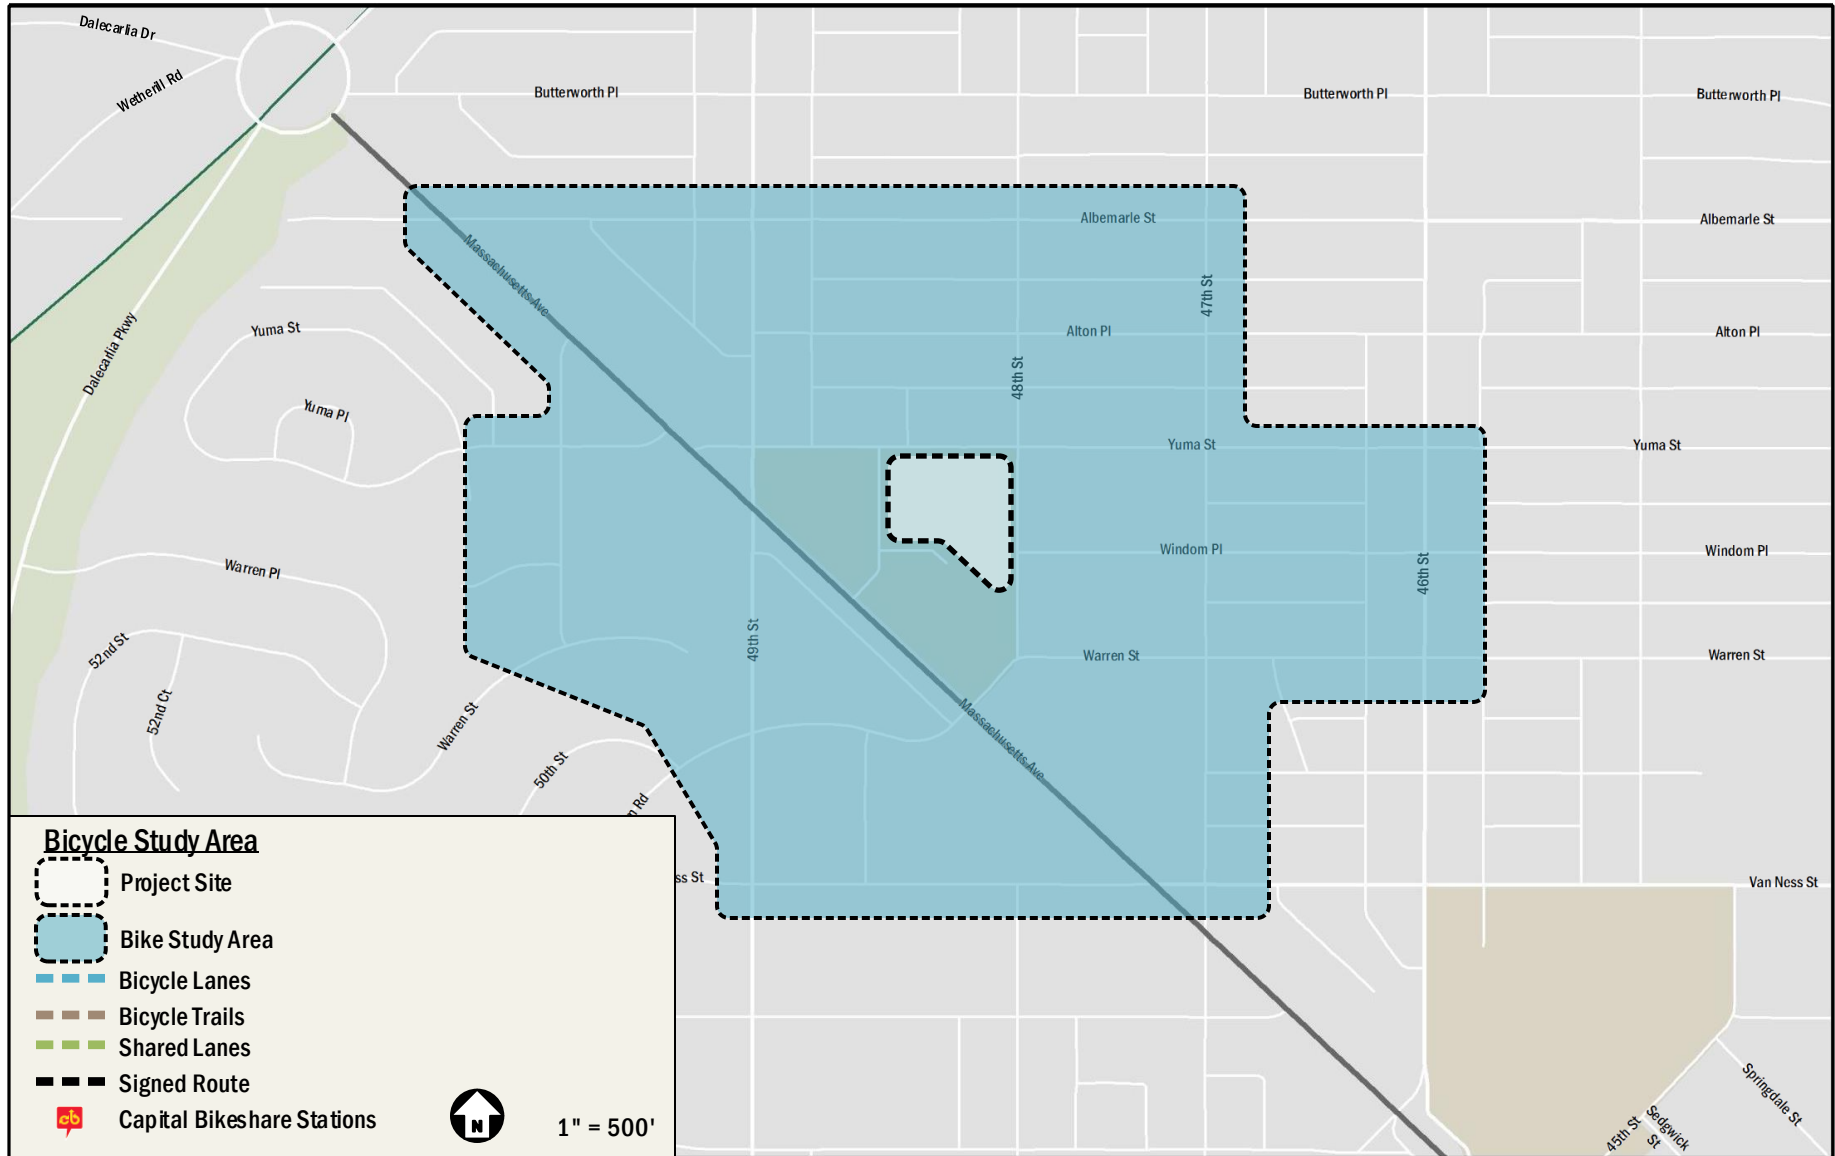 Dalecarlia Dr
Wetherill Rd
Butterworth Pl
Butterworth Pl
Butterworth Pl
Albemarle St
Albemarle St
Massachusetts Ave
47th St
Yuma St
Alton Pl
Alton Pl
Dalecarlia Pkwy
48th St
Yuma Pl
Yuma St
Yuma St
Warren Pl
Windom Pl
Windom Pl
46th St
52nd St
49th St
Warren St
Warren St
52nd Ct
Warren St
Massachusetts Ave
50th St
n Rd
ss St
Van Ness St
Bicycle Study Area
Project Site
Bike Study Area
Bicycle Lanes
Bicycle Trails
Shared Lanes
Signed Route
cb
Capital Bikeshare Stations
N
1" = 500'
Springdale St
45th St
Sedgwick
St